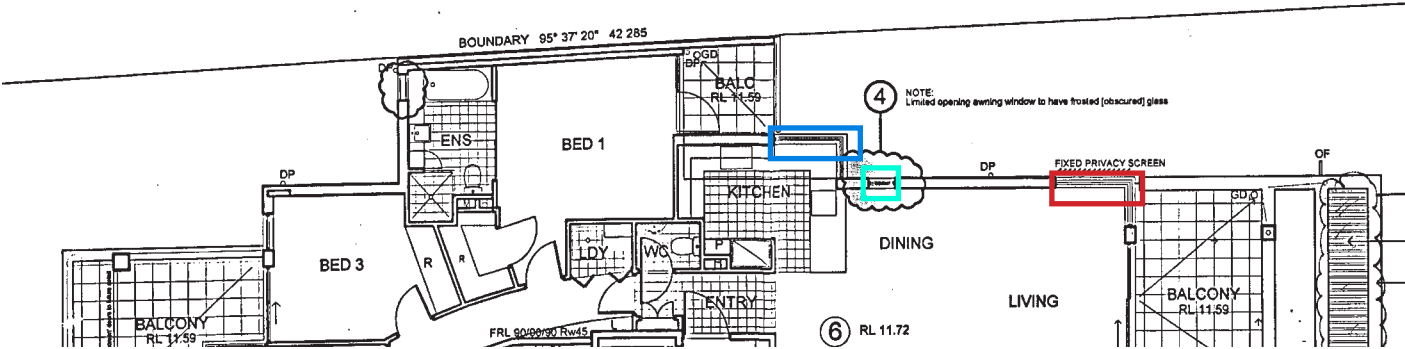 BOUNDARY 95° 37' 20" 42 285
DP
GD
DP
BALC
RL 11.59
4
NOTE:
Limited opening awning window to have frosted [obscured] glass
ENS
BED 1
FIXED PRIVACY SCREEN
OF
DP
DP
KITCHEN
GD
DINING
BED 3
R
R
LDY
WC
P
LIVING
BALCONY
RL 11.59
ENTRY
BALCONY
RL 11.59
FRL 90/90/90 Rw45
6
RL 11.72